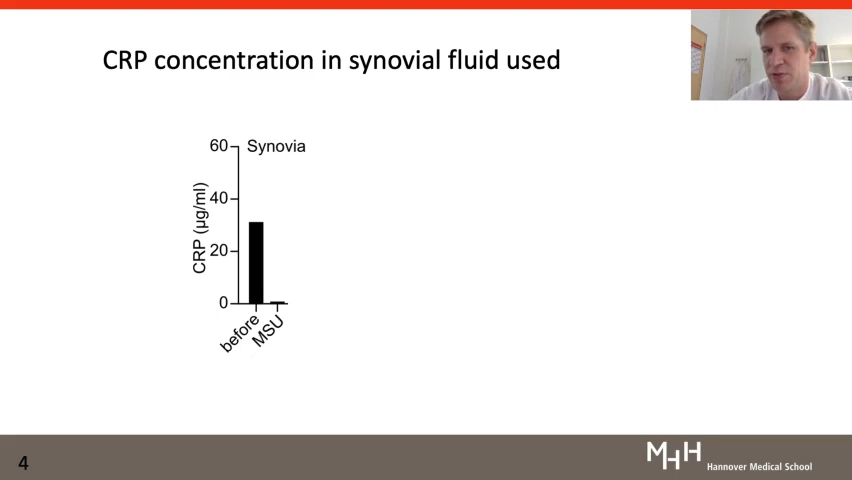 CRP concentration in synovial fluid used
Synovia
CRP (µg/ml)
60
40
20
0
before
MSU
4
MHH
Hannover Medical School